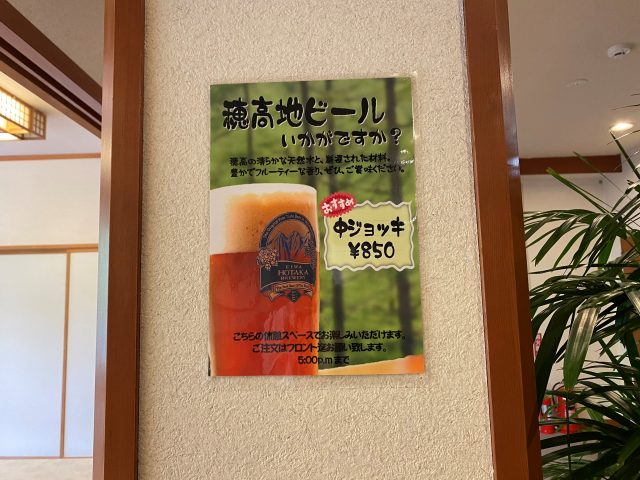 穂高地ビール
いかがですか？
穂高の清らかな天然水と、厳選された材料。
豊かでフルーティーな香り。ぜひ、ご賞味ください。
おすすめ
中ジョッキ
¥850
HOTAKA
BREWERY
こちらの休憩スペースでお楽しみいただけます。
ご注文はフロントまでお願い致します。
5:00p.mまで